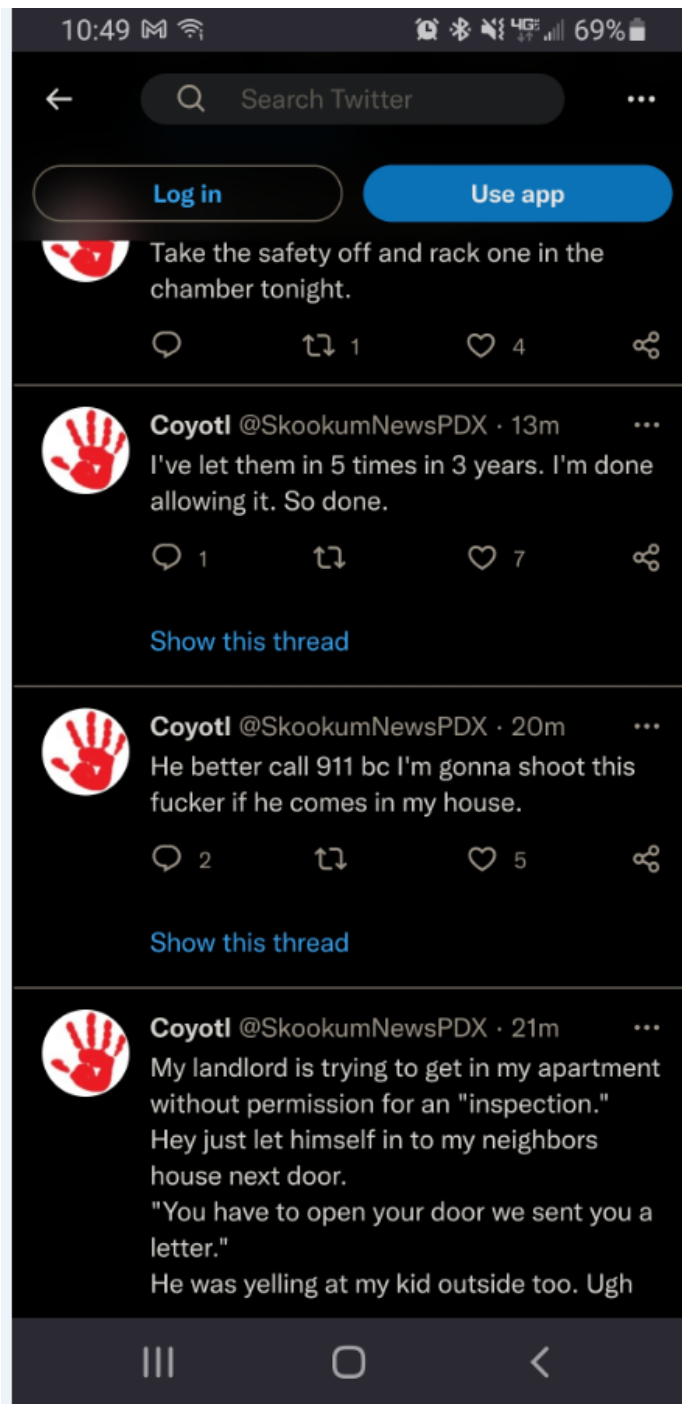 10:49
4G 69%
Search Twitter
Log in
Use app
Take the safety off and rack one in the
chamber tonight.
1 4
Coyotl @SkookumNewsPDX · 13m
I've let them in 5 times in 3 years. I'm done
allowing it. So done.
1 7
Show this thread
Coyotl @SkookumNewsPDX · 20m
He better call 911 bc I'm gonna shoot this
fucker if he comes in my house.
2 5
Show this thread
Coyotl @SkookumNewsPDX · 21m
My landlord is trying to get in my apartment
without permission for an "inspection."
Hey just let himself in to my neighbors
house next door.
"You have to open your door we sent you a
letter."
He was yelling at my kid outside too. Ugh